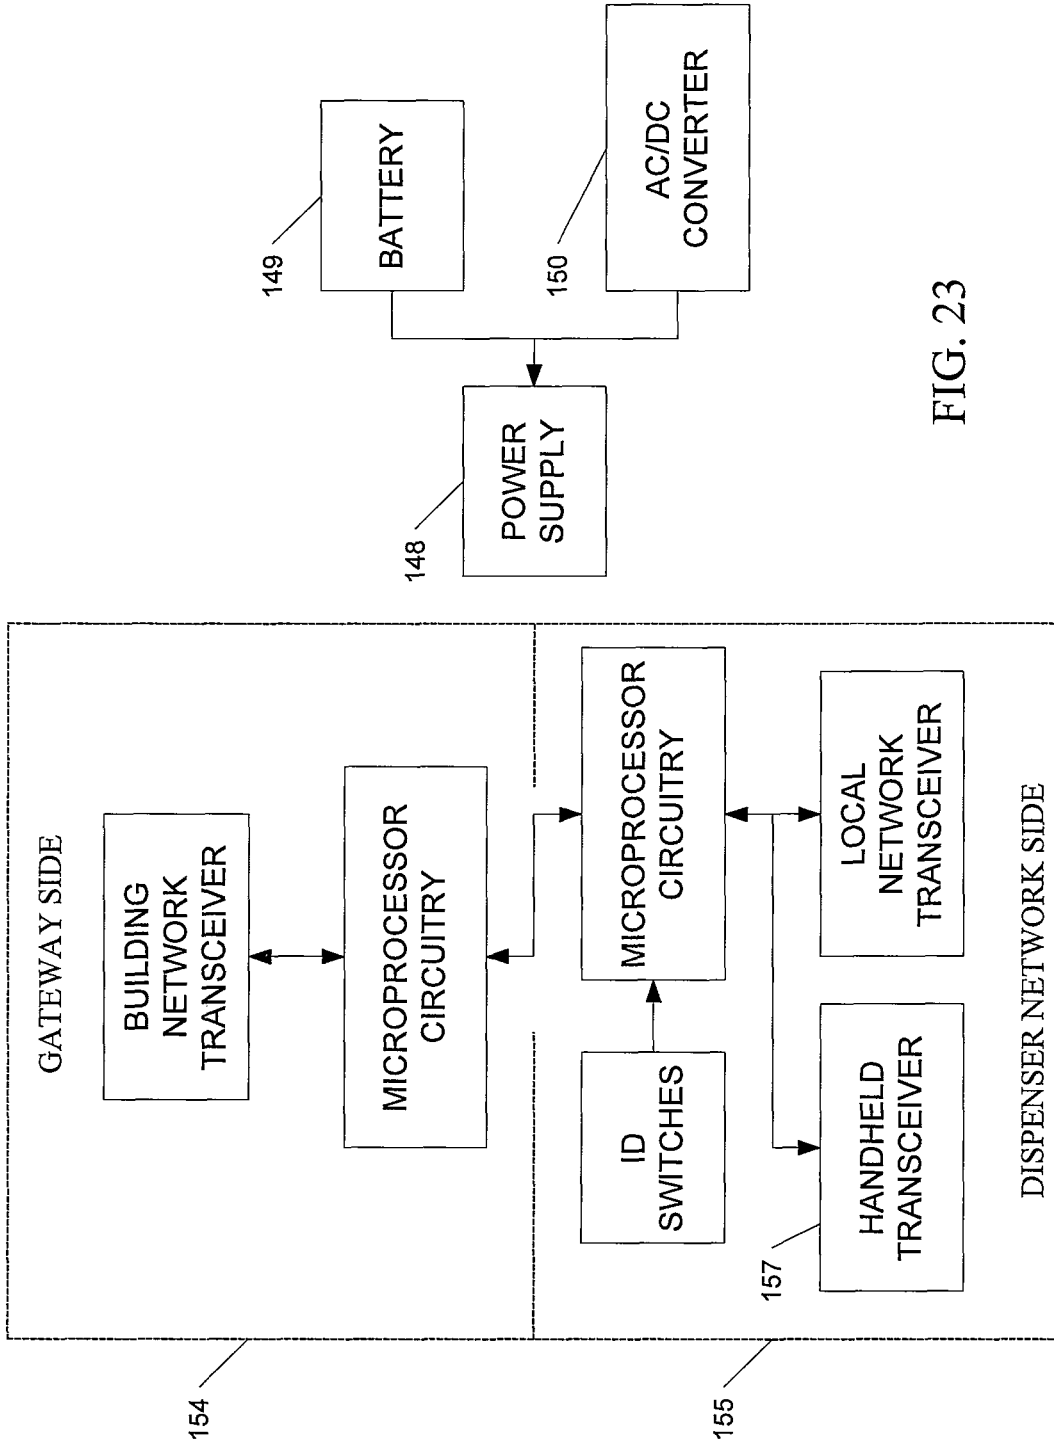 154
GATEWAY SIDE
BUILDING
NETWORK
TRANSCEIVER
MICROPROCESSOR
CIRCUITRY
155
ID
SWITCHES
MICROPROCESSOR
CIRCUITRY
157
HANDHELD
TRANSCEIVER
LOCAL
NETWORK
TRANSCEIVER
DISPENSER NETWORK SIDE
148
POWER
SUPPLY
149
BATTERY
150
AC/DC
CONVERTER
FIG. 23